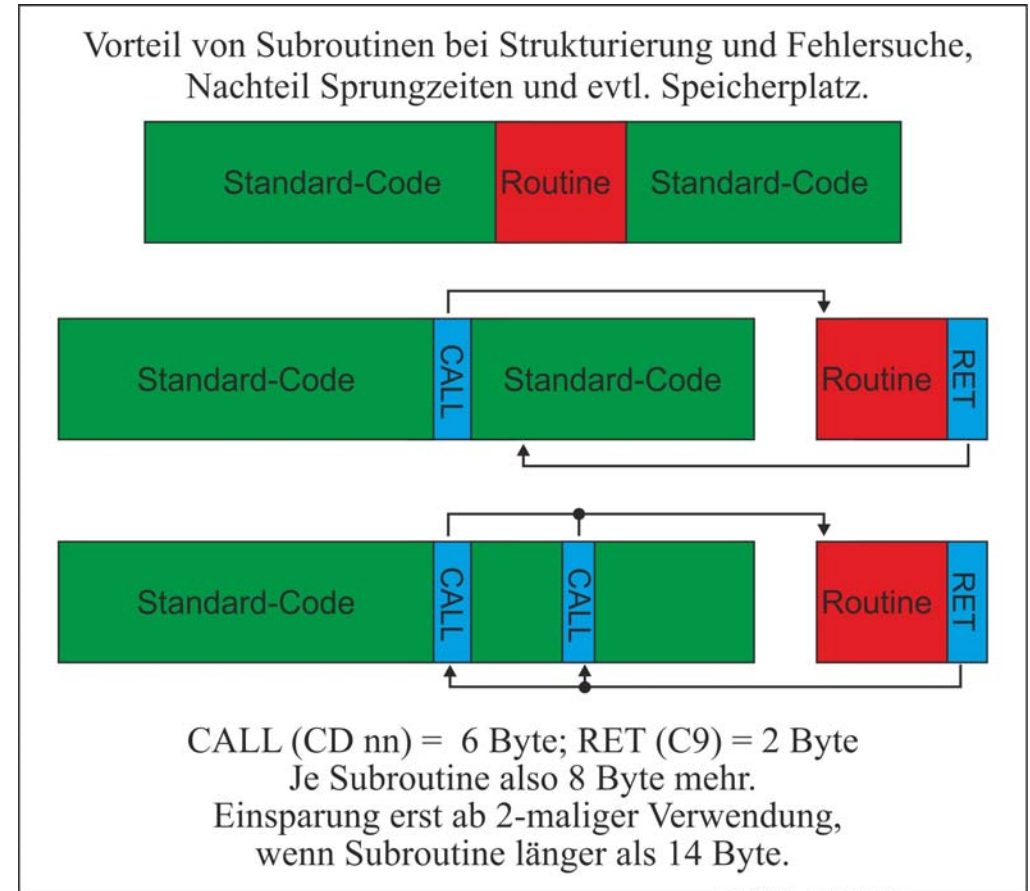 Vorteil von Subroutinen bei Strukturierung und Fehlersuche,
Nachteil Sprungzeiten und evtl. Speicherplatz.
Standard-Code Routine Standard-Code
Standard-Code CALL Standard-Code Routine RET
Standard-Code CALL CALL Routine RET
CALL (CD nn) = 6 Byte; RET (C9) = 2 Byte
Je Subroutine also 8 Byte mehr.
Einsparung erst ab 2-maliger Verwendung,
wenn Subroutine länger als 14 Byte.